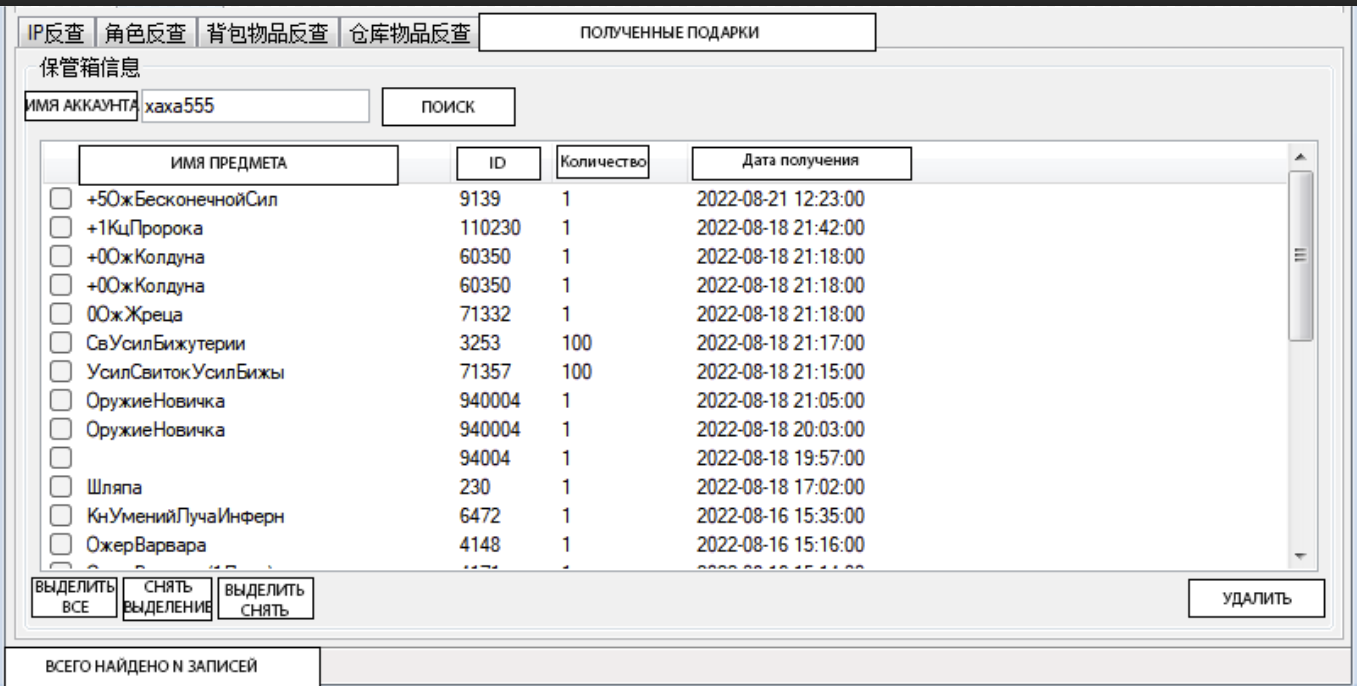 IP反查 角色反查 背包物品反查 仓库物品反查 ПОЛУЧЕННЫЕ ПОДАРКИ
保管箱信息
ИМЯ АККАУНТА xaxa555 ПОИСК
ИМЯ ПРЕДМЕТА ID Количество Дата получения
+5ОжБесконечнойСил 9139 1 2022-08-21 12:23:00
+1КцПророка 110230 1 2022-08-18 21:42:00
+0ОжКолдуна 60350 1 2022-08-18 21:18:00
+0ОжКолдуна 60350 1 2022-08-18 21:18:00
0ОжЖреца 71332 1 2022-08-18 21:18:00
СвУсилБижутерии 3253 100 2022-08-18 21:17:00
УсилСвитокУсилБижы 71357 100 2022-08-18 21:15:00
ОружиеНовичка 940004 1 2022-08-18 21:05:00
ОружиеНовичка 940004 1 2022-08-18 20:03:00
94004 1 2022-08-18 19:57:00
Шляпа 230 1 2022-08-18 17:02:00
КнУменийЛучаИнферн 6472 1 2022-08-16 15:35:00
ОжерВарвара 4148 1 2022-08-16 15:16:00
ВЫДЕЛИТЬ ВСЕ
СНЯТЬ ВЫДЕЛЕНИЕ
ВЫДЕЛИТЬ СНЯТЬ
УДАЛИТЬ
ВСЕГО НАЙДЕНО N ЗАПИСЕЙ